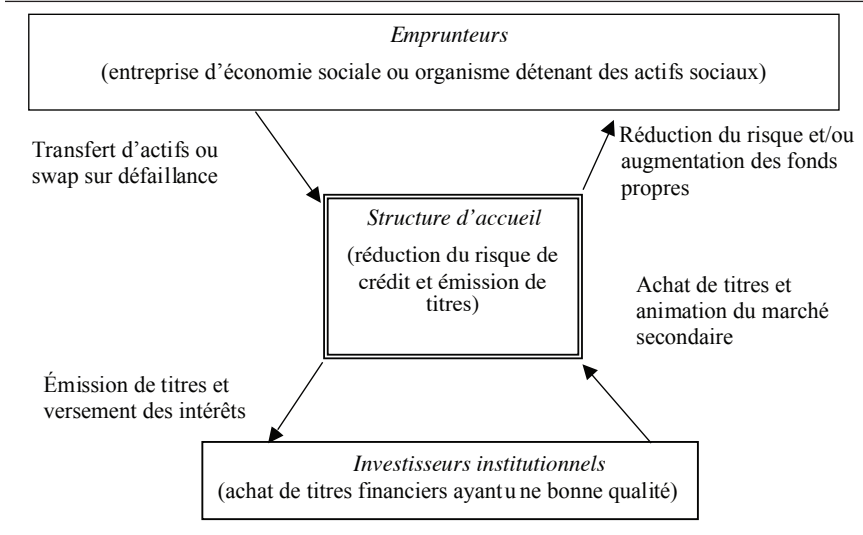 Emprunteurs
(entreprise d’économie sociale ou organisme détenant des actifs sociaux)
Transfert d’actifs ou
swap sur défaillance
Réduction du risque et/ou
augmentation des fonds
propres
Structure d’accueil
(réduction du risque de
crédit et émission de
titres)
Achat de titres et
animation du marché
secondaire
Émission de titres et
versement des intérêts
Investisseurs institutionnels
(achat de titres financiers ayant une bonne qualité)